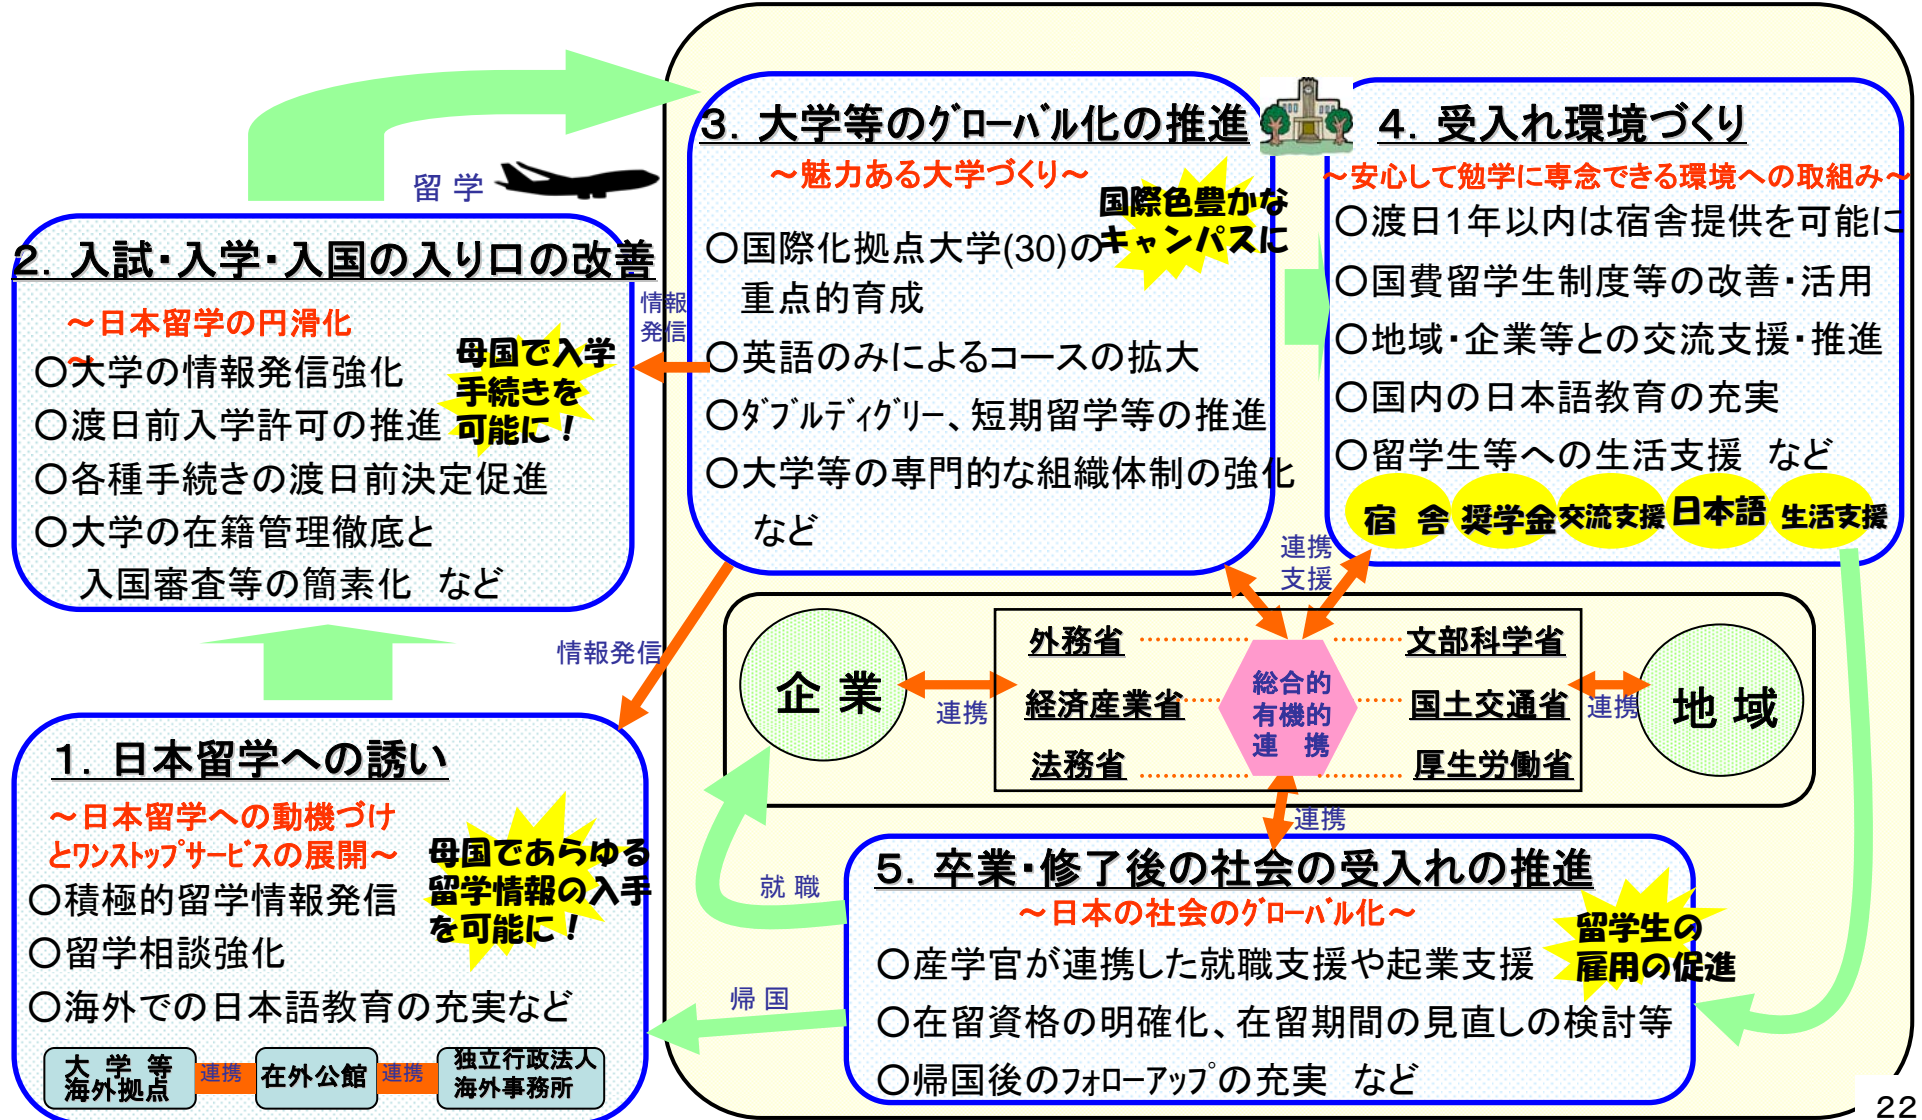 留 学
2．入試・入学・入国の入り口の改善
～日本留学の円滑化
～
○大学の情報発信強化
○渡日前入学許可の推進
○各種手続きの渡日前決定促進
○大学の在籍管理徹底と
入国審査等の簡素化　など
母国で入学
手続きを
可能に！
情報
発信
3．大学等のｸﾞﾛｰﾊﾞﾙ化の推進
～魅力ある大学づくり～
国際色豊かな
キャンパスに
○国際化拠点大学(30)の
重点的育成
○英語のみによるコースの拡大
○ﾀﾞﾌﾞﾙﾃﾞｨｸﾞﾘｰ、短期留学等の推進
○大学等の専門的な組織体制の強化
など
4．受入れ環境づくり
～安心して勉学に専念できる環境への取組み～
○渡日1年以内は宿舎提供を可能に
○国費留学生制度等の改善・活用
○地域・企業等との交流支援・推進
○国内の日本語教育の充実
○留学生等への生活支援　など
宿　舎
奨学金
交流支援
日本語
生活支援
連携
支援
情報発信
企 業
連携
外務省
経済産業省
法務省
総合的
有機的
連　携
文部科学省
国土交通省
厚生労働省
連携
地 域
連携
1．日本留学への誘い
～日本留学への動機づけ
とﾜﾝｽﾄｯﾌﾟｻｰﾋﾞｽの展開～
○積極的留学情報発信
○留学相談強化
○海外での日本語教育の充実など
母国であらゆる
留学情報の入手
を可能に！
大　学　等
海外拠点
連携
在外公館
連携
独立行政法人
海外事務所
就 職
帰 国
5．卒業・修了後の社会の受入れの推進
～日本の社会のｸﾞﾛｰﾊﾞﾙ化～
○産学官が連携した就職支援や起業支援
○在留資格の明確化、在留期間の見直しの検討等
○帰国後のﾌｫﾛｰｱｯﾌﾟの充実　など
留学生の
雇用の促進
22